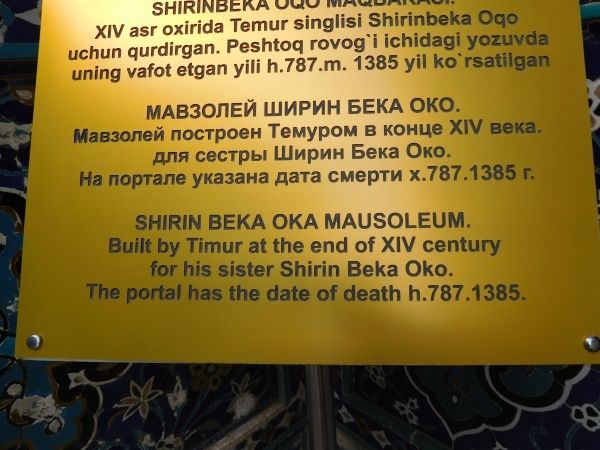 SHIRINBEKA OQO MAQBARASI.
XIV asr oxirida Temur singlisi Shirinbeka Oqo
uchun qurdirgan. Peshtoq rovog`i ichidagi yozuvda
uning vafot etgan yili h.787.m. 1385 yil ko`rsatilgan
МАВЗОЛЕЙ ШИРИН БЕКА ОКО.
Мавзолей построен Темуром в конце XIV века.
для сестры Ширин Бека Око.
На портале указана дата смерти х.787.1385 г.
SHIRIN BEKA OKA MAUSOLEUM.
Built by Timur at the end of XIV century
for his sister Shirin Beka Oko.
The portal has the date of death h.787.1385.